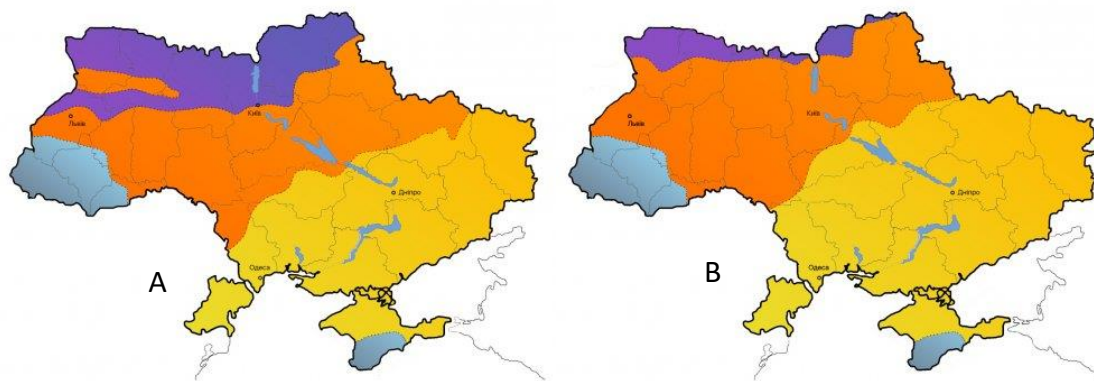 Львів
Київ
Дніпро
Одеса
A
Львів
Київ
Дніпро
Одеса
B